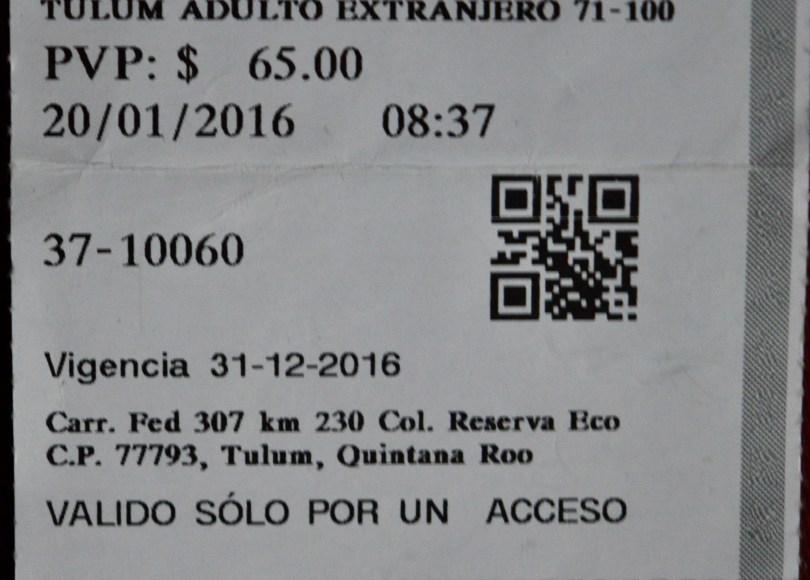 TULUM ADULTO EXTRANJERO 71-100
PVP: $ 65.00
20/01/2016 08:37
37-10060
Vigencia 31-12-2016
Carr. Fed 307 km 230 Col. Reserva Eco
C.P. 77793, Tulum, Quintana Roo
VALIDO SÓLO POR UN ACCESO